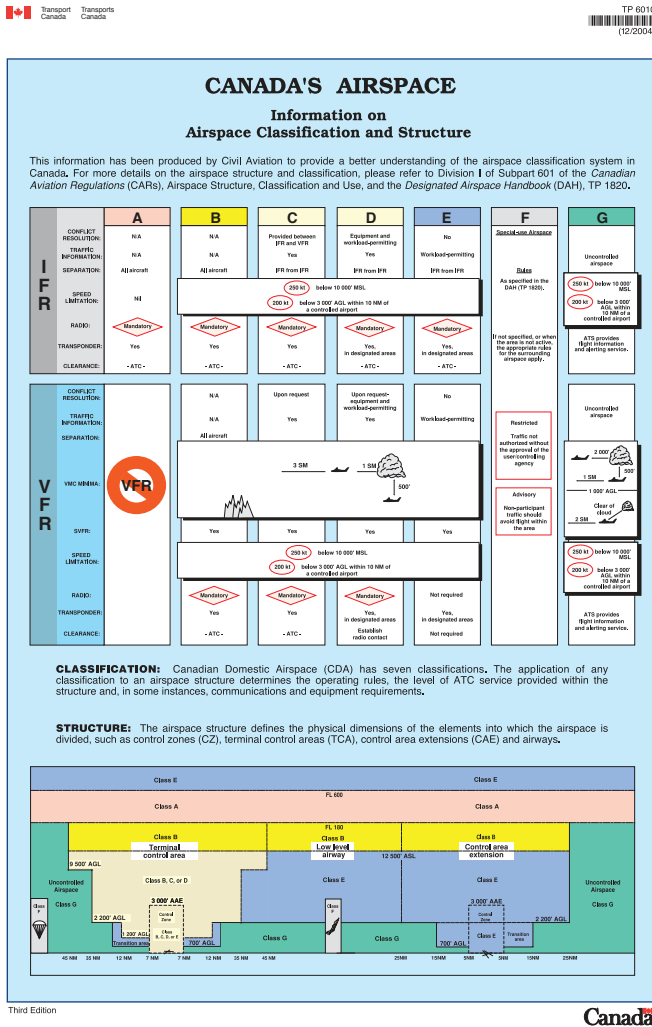 Transport Transports
Canada Canada
TP 6010
(12/2004)
CANADA'S AIRSPACE
Information on
Airspace Classification and Structure
This information has been produced by Civil Aviation to provide a better understanding of the airspace classification system in
Canada. For more details on the airspace structure and classification, please refer to Division I of Subpart 601 of the Canadian
Aviation Regulations (CARs), Airspace Structure, Classification and Use, and the Designated Airspace Handbook (DAH), TP 1820.
A B C D E F G
IFR
CONFLICT RESOLUTION:
N/A
N/A
Provided between IFR and VFR
Equipment and workload-permitting
No
TRAFFIC INFORMATION:
N/A
N/A
Yes
Yes
Workload-permitting
SEPARATION:
All aircraft
All aircraft
IFR from IFR
IFR from IFR
IFR from IFR
SPEED LIMITATION:
Nil
250 kt below 10 000' MSL
200 kt below 3 000' AGL within 10 NM of
a controlled airport
RADIO:
Mandatory
Mandatory
Mandatory
Mandatory
Mandatory
TRANSPONDER:
Yes
Yes
Yes
Yes, in designated areas
Yes, in designated areas
CLEARANCE:
- ATC -
- ATC -
- ATC -
- ATC -
- ATC -
Special-use Airspace
Rules
As specified in the
DAH (TP 1820).
If not specified, or when
the area is not active,
the appropriate rules
for the surrounding
airspace apply.
Uncontrolled
airspace
250 kt below 10 000'
MSL
200 kt below 3 000'
AGL within
10 NM of a
controlled airport
ATS provides
flight information
and alerting service.
VFR
CONFLICT RESOLUTION:
N/A
Upon request
Upon request-
equipment and
workload-permitting
No
TRAFFIC INFORMATION:
N/A
Yes
Yes
Workload-permitting
SEPARATION:
All aircraft
VMC MINIMA:
VFR
3 SM
1 SM
500'
SVFR:
Yes
Yes
Yes
Yes
SPEED LIMITATION:
250 kt below 10 000' MSL
200 kt below 3 000' AGL within 10 NM of
a controlled airport
RADIO:
Mandatory
Mandatory
Mandatory
Not required
TRANSPONDER:
Yes
Yes
Yes, in designated areas
Yes, in designated areas
CLEARANCE:
- ATC -
- ATC -
Establish radio contact
Not required
Restricted
Traffic not
authorized without
the approval of the
user/controlling
agency
Advisory
Non-participant
traffic should
avoid flight within
the area
Uncontrolled
airspace
2 000'
500'
1 SM
1 000' AGL
Clear of
cloud
2 SM
250 kt below 10 000'
MSL
200 kt below 3 000'
AGL within
10 NM of a
controlled airport
ATS provides
flight information
and alerting service.
CLASSIFICATION: Canadian Domestic Airspace (CDA) has seven classifications. The application of any
classification to an airspace structure determines the operating rules, the level of ATC service provided within the
structure and, in some instances, communications and equipment requirements.
STRUCTURE: The airspace structure defines the physical dimensions of the elements into which the airspace is
divided, such as control zones (CZ), terminal control areas (TCA), control area extensions (CAE) and airways.
Class E Class E
FL 600
Class A Class A
FL 180
Class B Class B Class B
Terminal
control area
Low level
airway
Control area
extension
12 500' ASL
9 500' AGL
Uncontrolled
Airspace
Class G
Class B, C, or D
Class E
Class E
Uncontrolled
Airspace
Class G
Class
F
3 000' AAE
Control
Zone
2 200' AGL
1 200' AGL
Class
B, C, D, or E
Transition area
700' AGL
Class G
Class
F
Class G
3 000' AAE
Control
Zone
2 200' AGL
Class E
Transition
area
700' AGL
Class G
45 NM 35 NM 12 NM 7 NM 7 NM 12 NM 35 NM 45 NM 25NM 15NM 5NM 5NM 15NM 25NM
Third Edition
Canada